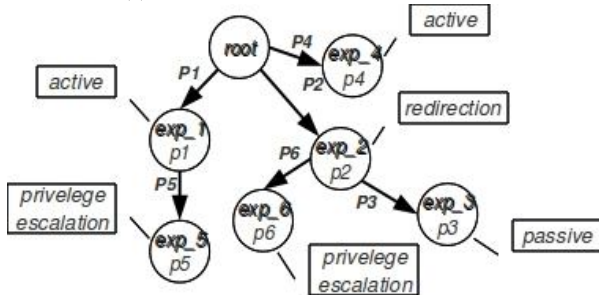 root
P4
exp_4
p4
active
P1
P2
active
redirection
exp_1
p1
P6
exp_2
p2
P5
P3
privelege
escalation
exp_6
p6
exp_3
p3
exp_5
p5
passive
privelege
escalation